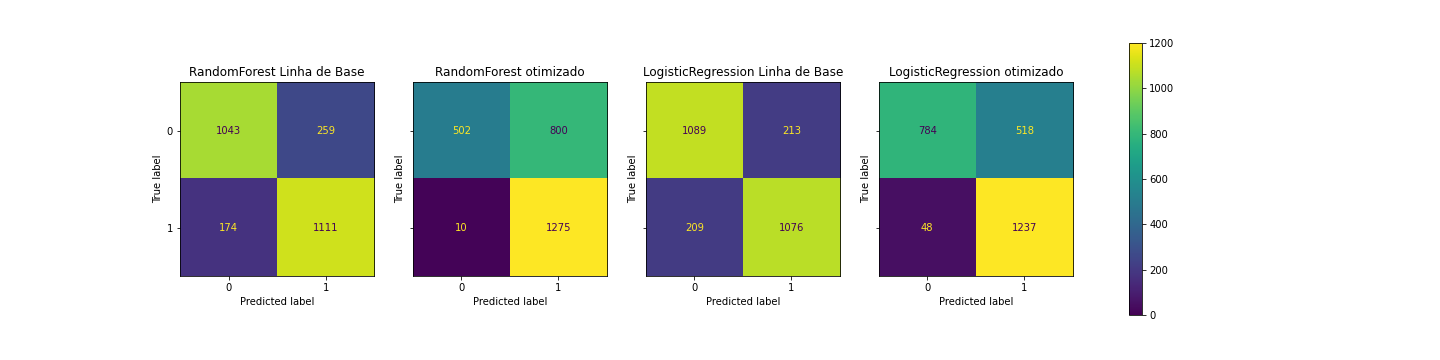 RandomForest Linha de Base
RandomForest otimizado
LogisticRegression Linha de Base
LogisticRegression otimizado
True label
0
1
1043
259
174
1111
0
1
Predicted label
True label
502
800
10
1275
0
1
Predicted label
True label
1089
213
209
1076
0
1
Predicted label
True label
784
518
48
1237
0
1
Predicted label
1200
1000
800
600
400
200
0